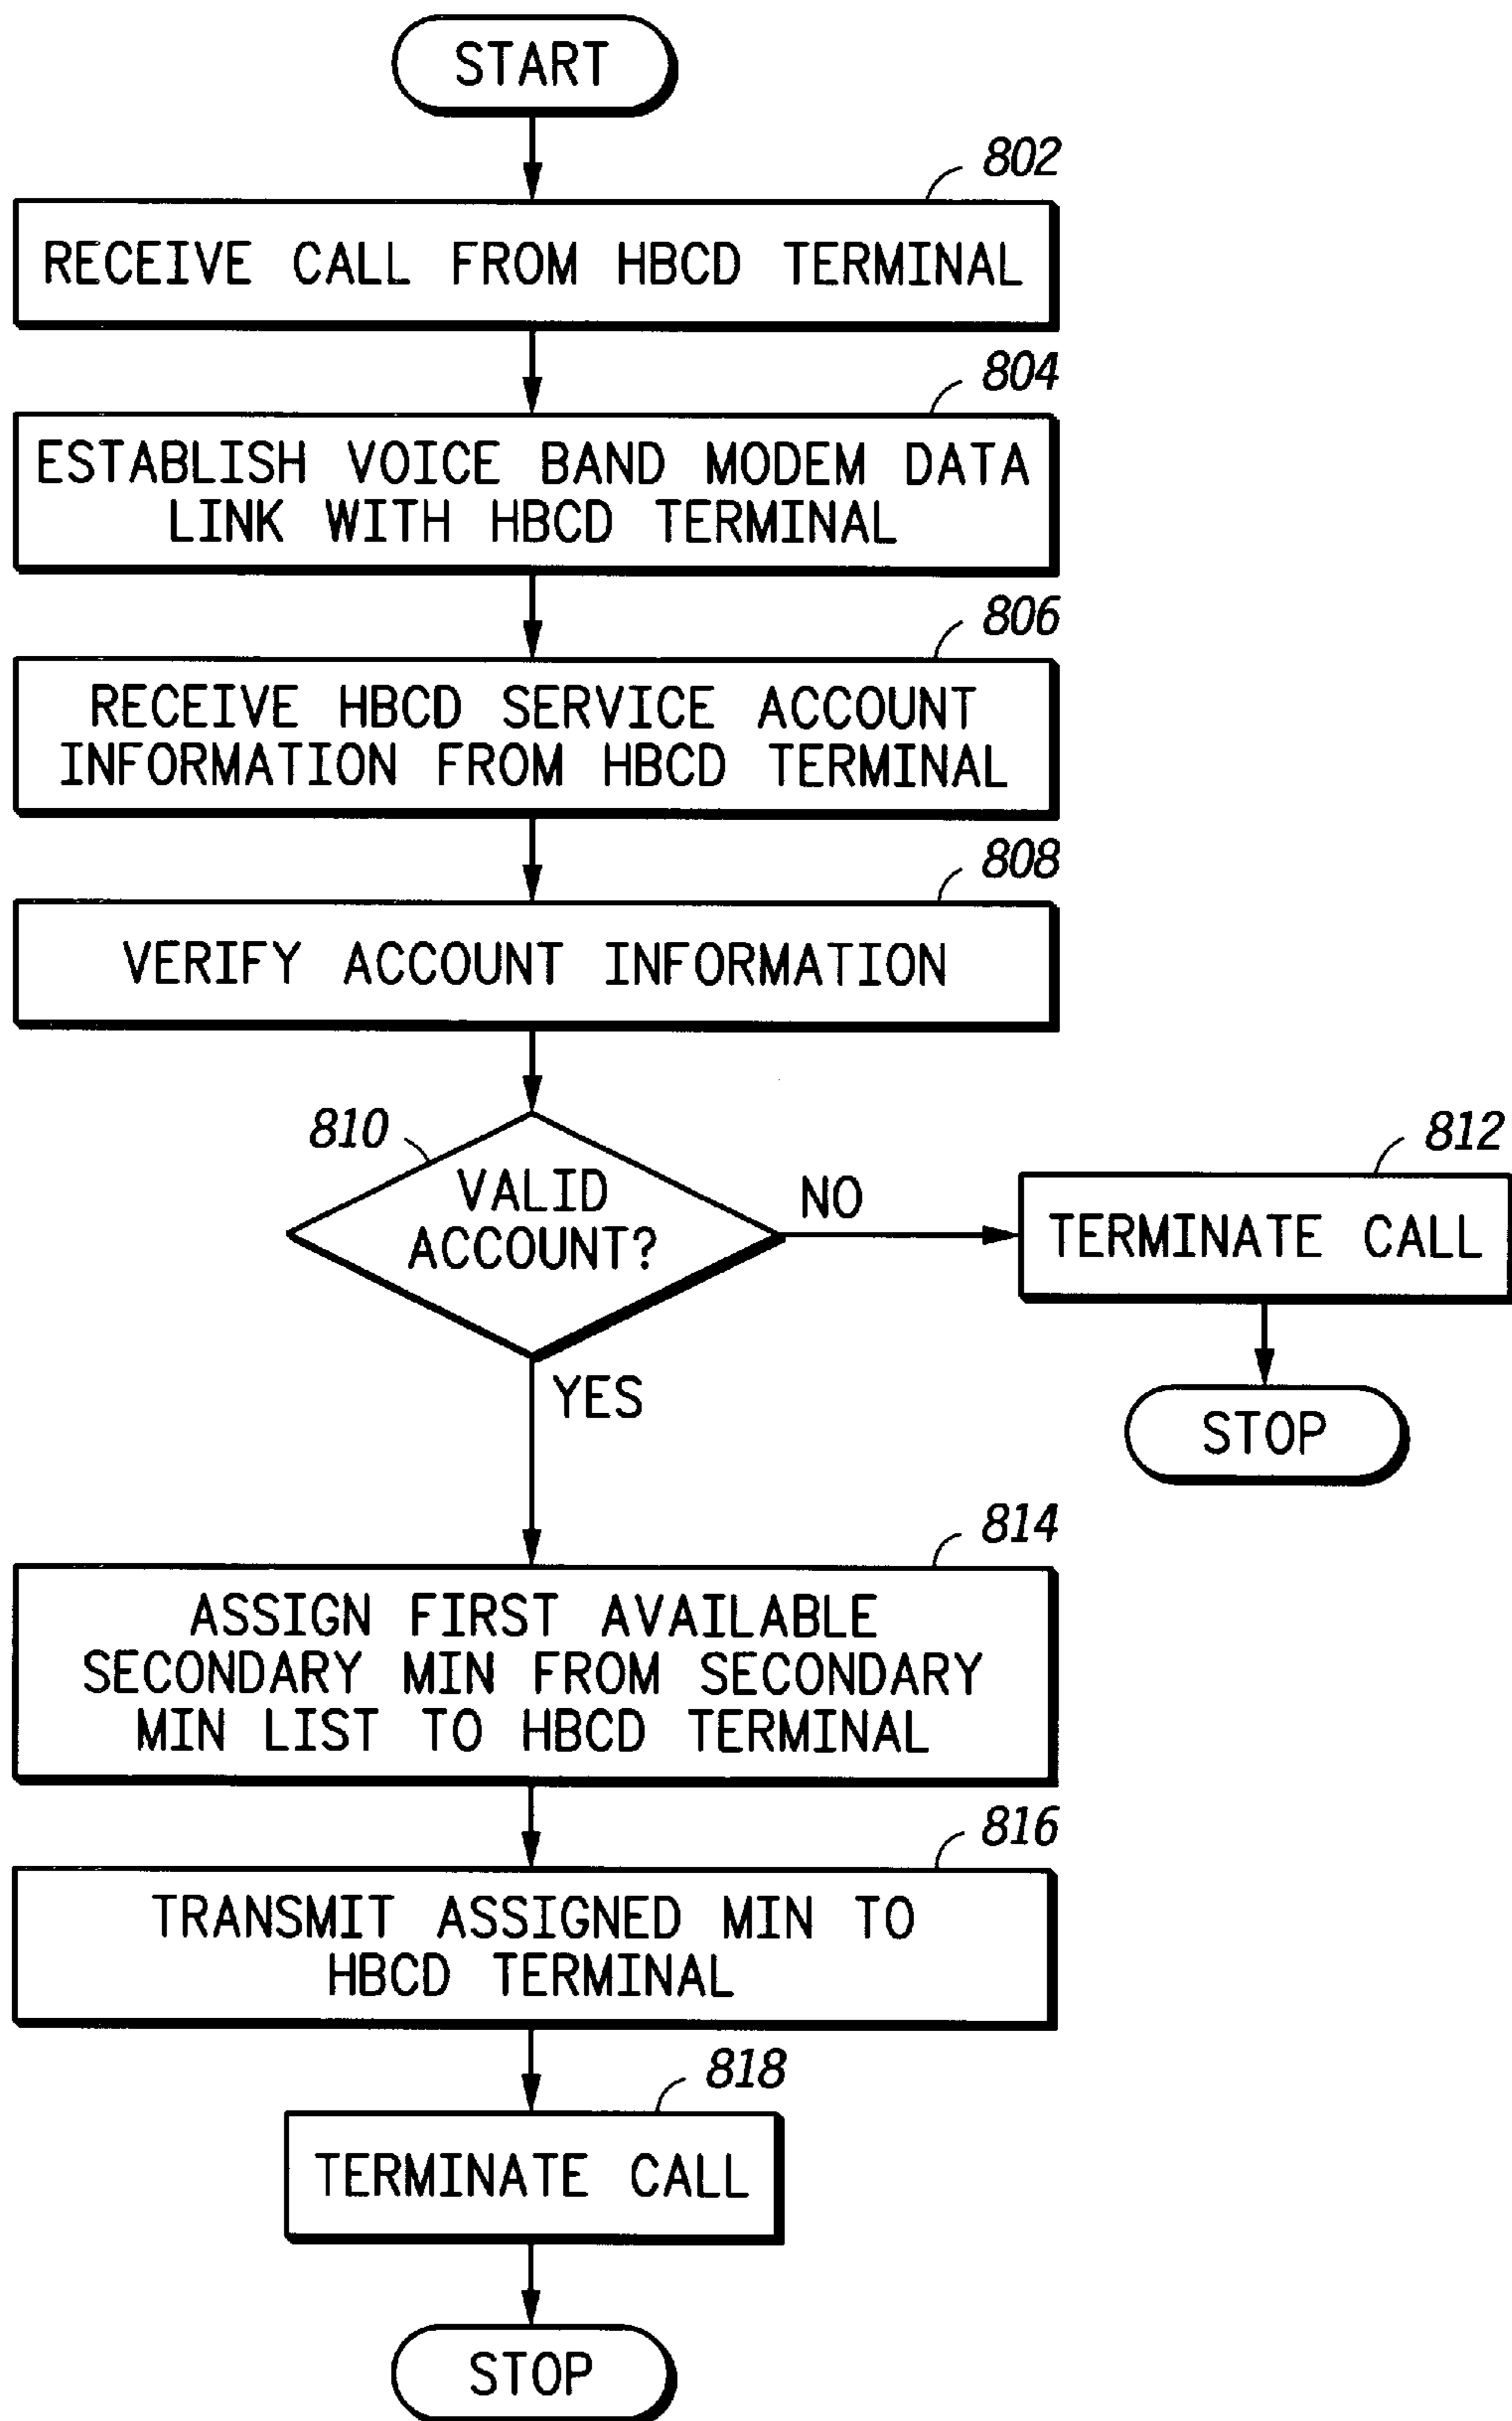 START
802
RECEIVE CALL FROM HBCD TERMINAL
804
ESTABLISH VOICE BAND MODEM DATA
LINK WITH HBCD TERMINAL
806
RECEIVE HBCD SERVICE ACCOUNT
INFORMATION FROM HBCD TERMINAL
808
VERIFY ACCOUNT INFORMATION
810
VALID
ACCOUNT?
NO
812
TERMINATE CALL
STOP
YES
814
ASSIGN FIRST AVAILABLE
SECONDARY MIN FROM SECONDARY
MIN LIST TO HBCD TERMINAL
816
TRANSMIT ASSIGNED MIN TO
HBCD TERMINAL
818
TERMINATE CALL
STOP